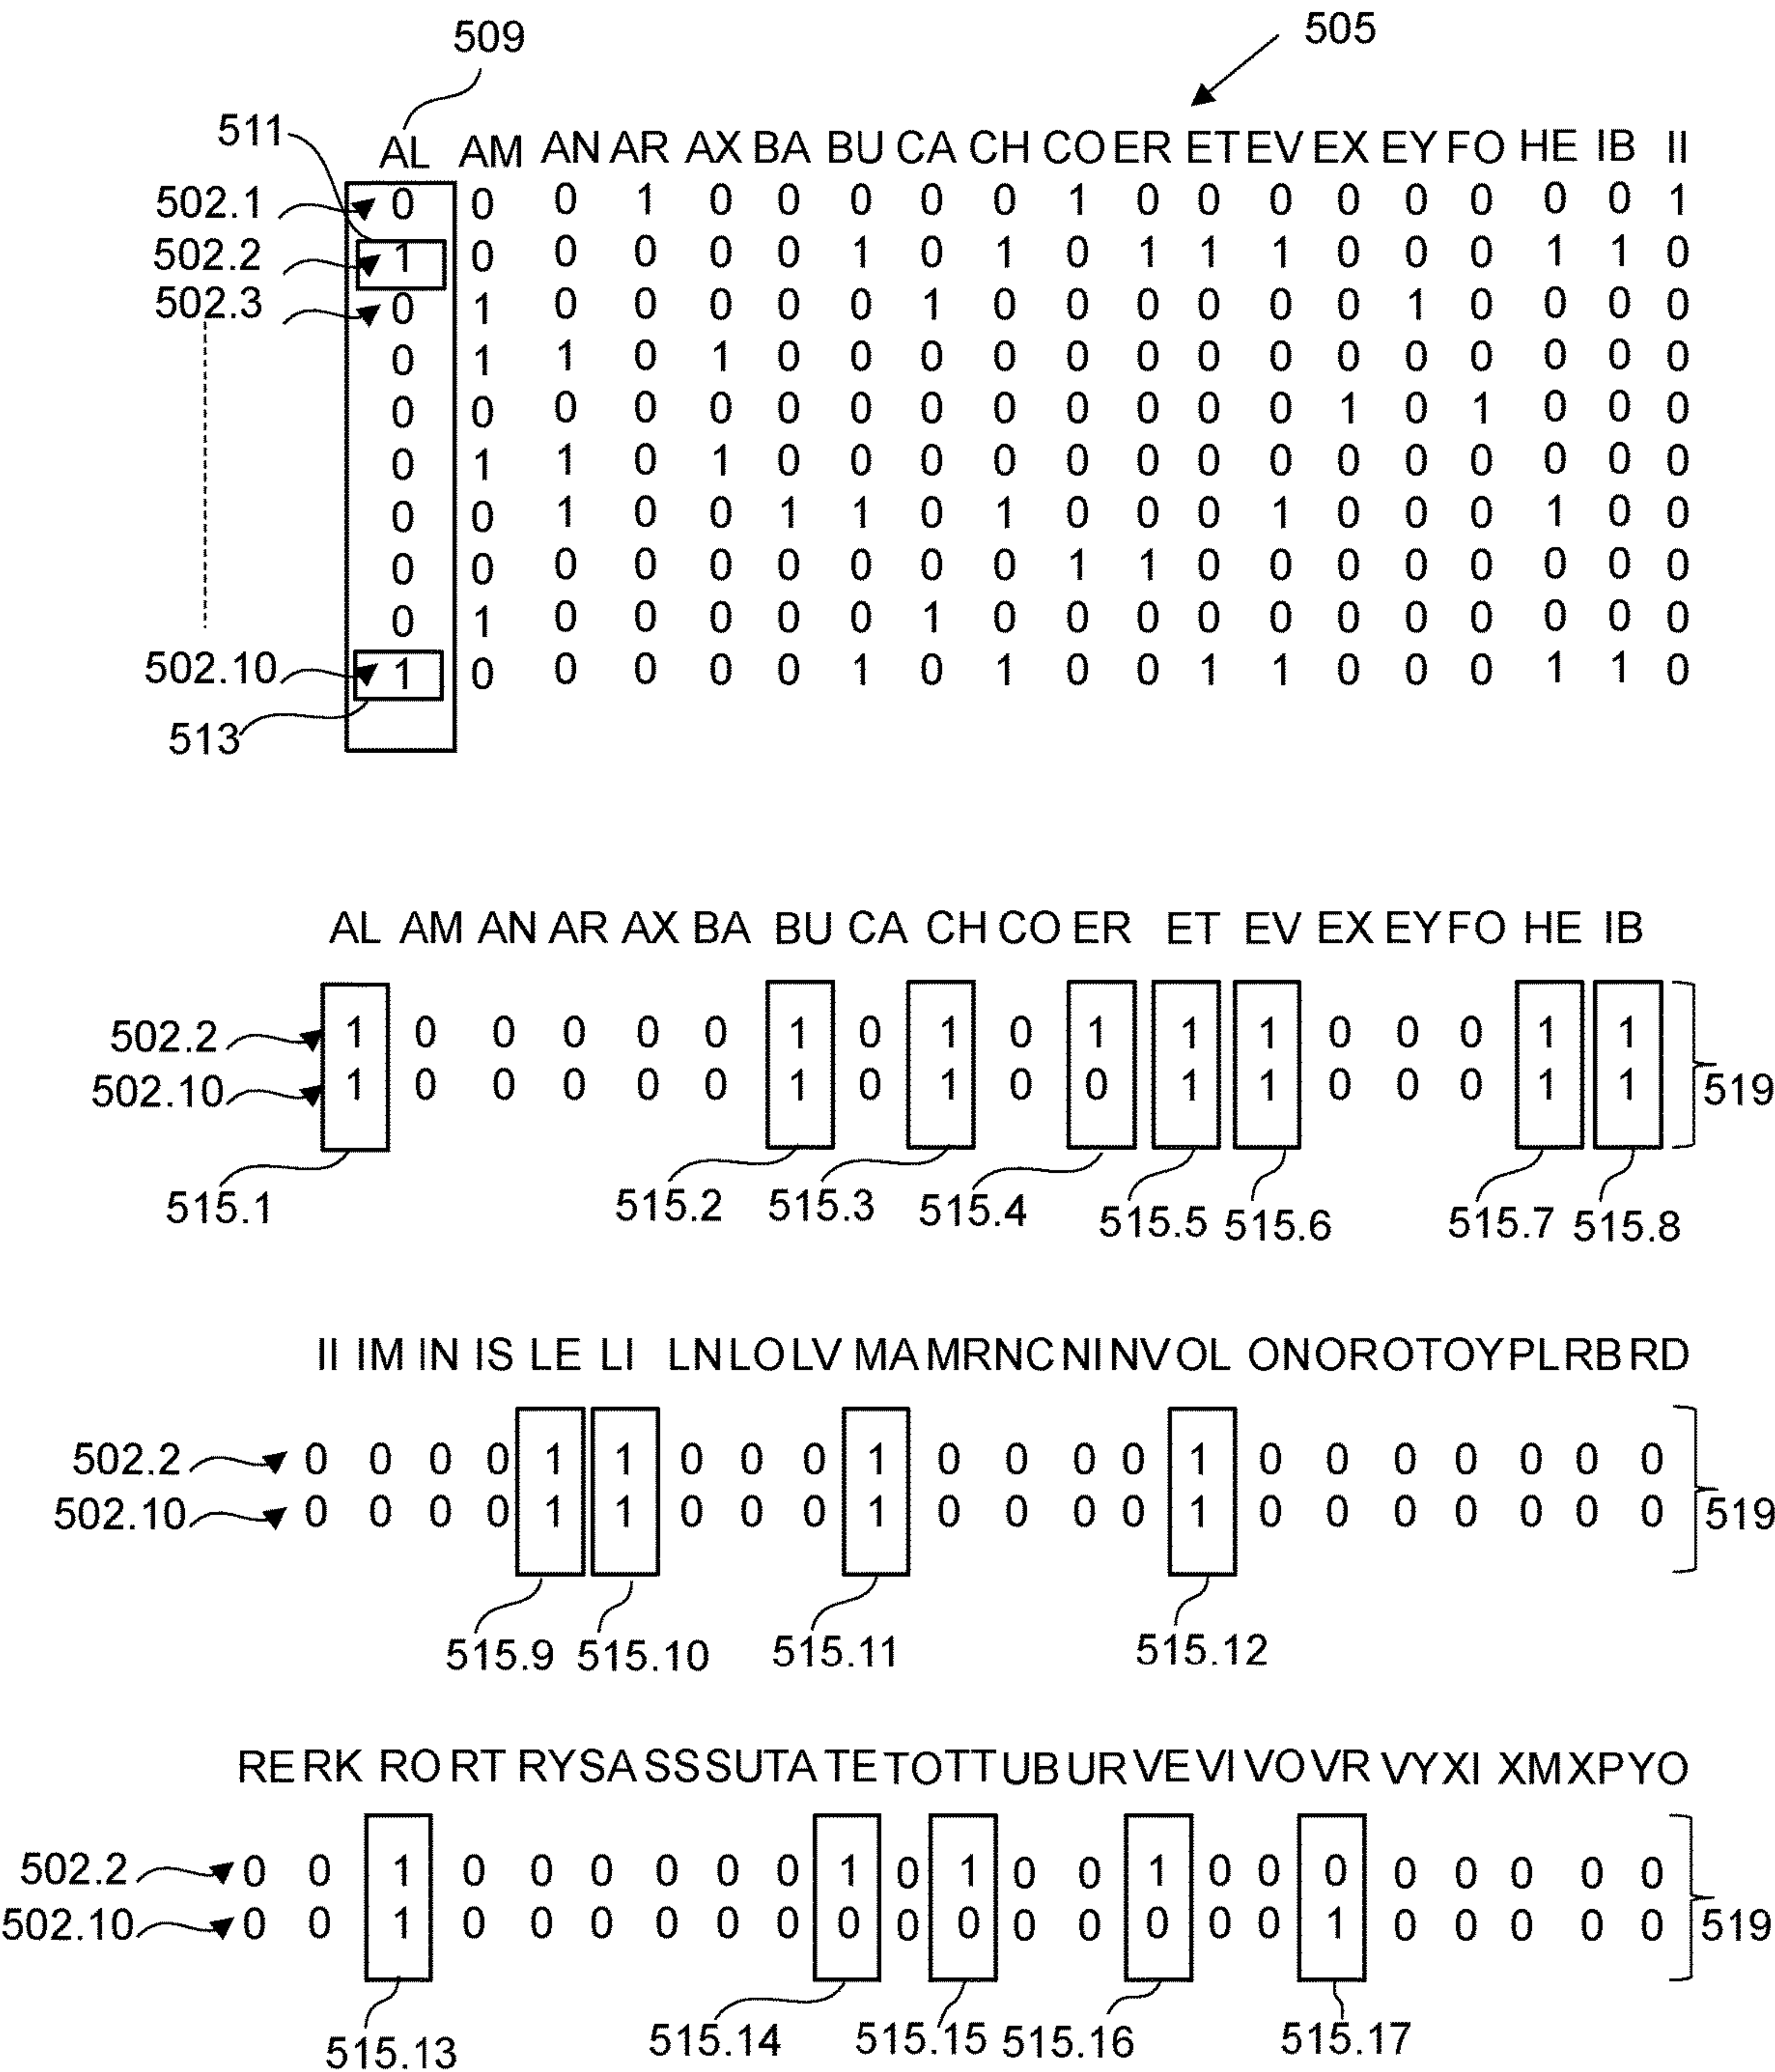 509 505
511
AL AM AN AR AX BA BU CA CH CO ER ET EV EX EY FO HE IB II
502.1 0 0 0 1 0 0 0 0 0 1 0 0 0 0 0 0 0 0 1
502.2 1 0 0 0 0 0 1 0 1 0 1 1 1 0 0 0 1 1 0
502.3 0 1 0 0 0 0 0 1 0 0 0 0 0 0 1 0 0 0 0
0 1 1 0 1 0 0 0 0 0 0 0 0 0 0 0 0 0 0
0 0 0 0 0 0 0 0 0 0 0 0 0 1 0 1 0 0 0
0 1 1 0 1 0 0 0 0 0 0 0 0 0 0 0 0 0 0
0 0 1 0 0 1 1 0 1 0 0 0 1 0 0 0 1 0 0
0 0 0 0 0 0 0 0 0 1 1 0 0 0 0 0 0 0 0
0 1 0 0 0 0 0 1 0 0 0 0 0 0 0 0 0 0 0
502.10 1 0 0 0 0 0 1 0 1 0 0 1 1 0 0 0 1 1 0
513
AL AM AN AR AX BA BU CA CH CO ER ET EV EX EY FO HE IB
502.2 1 0 0 0 0 0 1 0 1 0 1 1 1 0 0 0 1 1
502.10 1 0 0 0 0 0 1 0 1 0 0 1 1 0 0 0 1 1 519
515.1 515.2 515.3 515.4 515.5 515.6 515.7 515.8
II IM IN IS LE LI LN LO LV MA MR NC NI NV OL ON OR OT OY PL RB RD
502.2 0 0 0 0 1 1 0 0 0 1 0 0 0 0 1 0 0 0 0 0 0 0
502.10 0 0 0 0 1 1 0 0 0 1 0 0 0 0 1 0 0 0 0 0 0 0 519
515.9 515.10 515.11 515.12
RE RK RO RT RY SA SS SU TA TE TO TT UB UR VE VI VO VR VY XI XM XP YO
502.2 0 0 1 0 0 0 0 0 0 1 0 1 0 0 1 0 0 0 0 0 0 0 0
502.10 0 0 1 0 0 0 0 0 0 0 0 0 0 0 0 0 0 1 0 0 0 0 0 519
515.13 515.14 515.15 515.16 515.17